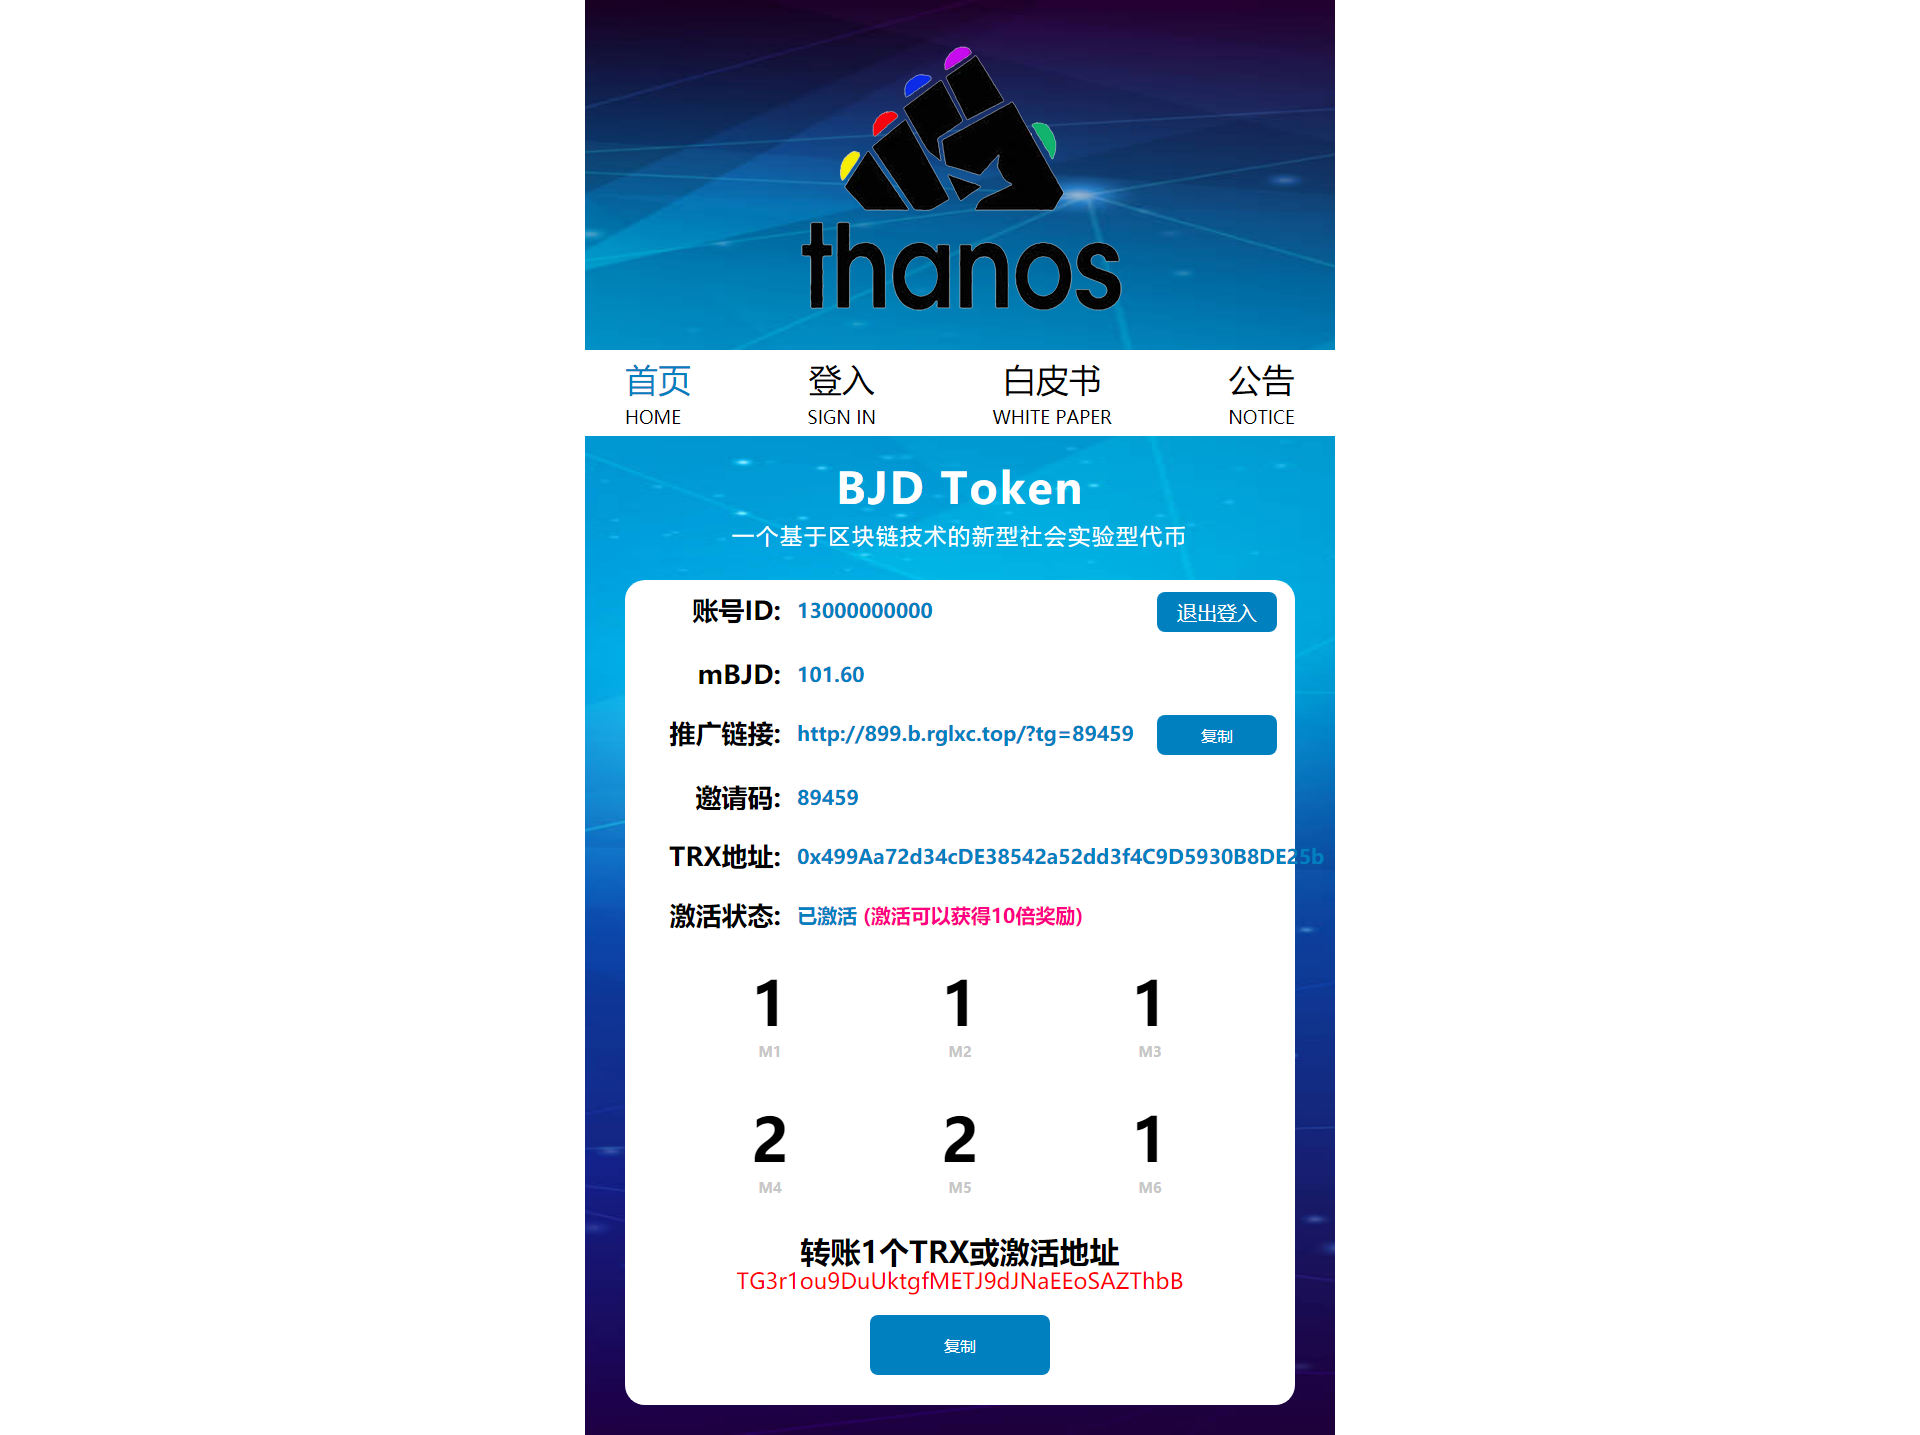 thanos
首页 登入 白皮书 公告
HOME SIGN IN WHITE PAPER NOTICE
BJD Token
一个基于区块链技术的新型社会实验型代币
账号ID: 13000000000 退出登入
mBJD: 101.60
推广链接: http://899.b.rglxc.top/?tg=89459 复制
邀请码: 89459
TRX地址: 0x499Aa72d34cDE38542a52dd3f4C9D5930B8DE25b
激活状态: 已激活 (激活可以获得10倍奖励)
1 1 1
M1 M2 M3
2 2 1
M4 M5 M6
转账1个TRX或激活地址
TG3r1ou9DuUktgfMETJ9dJNaEEoSAZThbB
复制